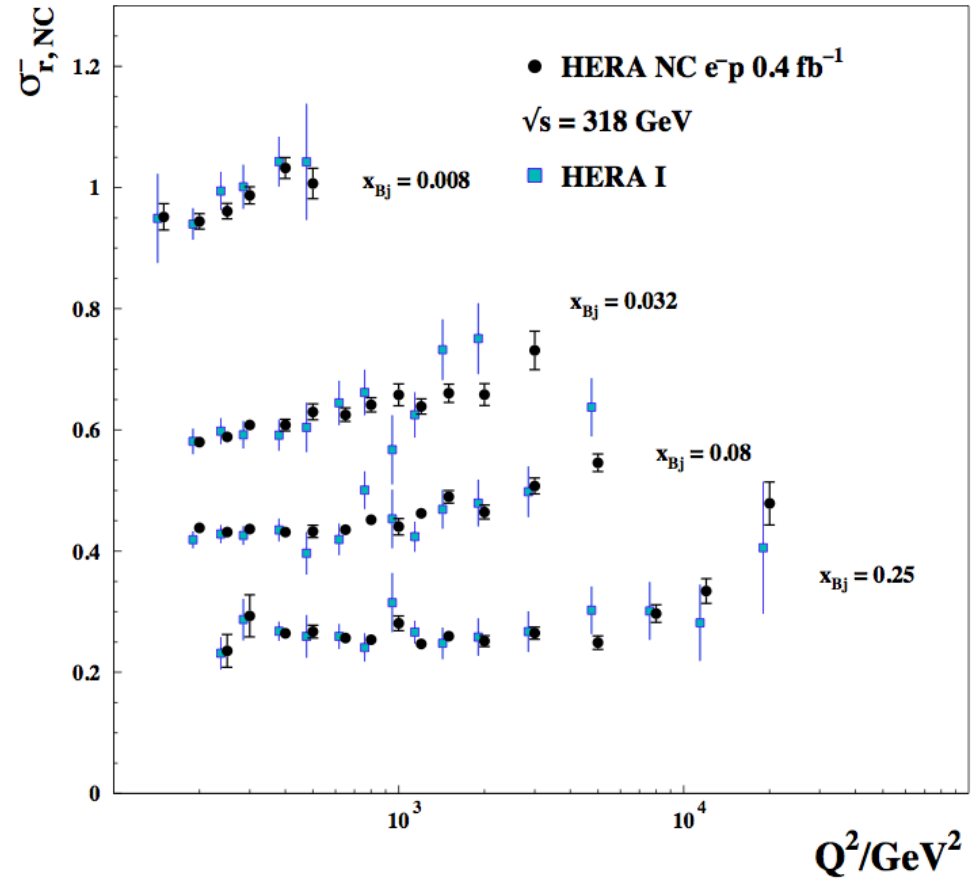 σ⁻r, NC
1.2
1
0.8
0.6
0.4
0.2
0
HERA NC e⁻p 0.4 fb⁻¹
√s = 318 GeV
HERA I
xBj = 0.008
xBj = 0.032
xBj = 0.08
xBj = 0.25
10³
10⁴
Q²/GeV²